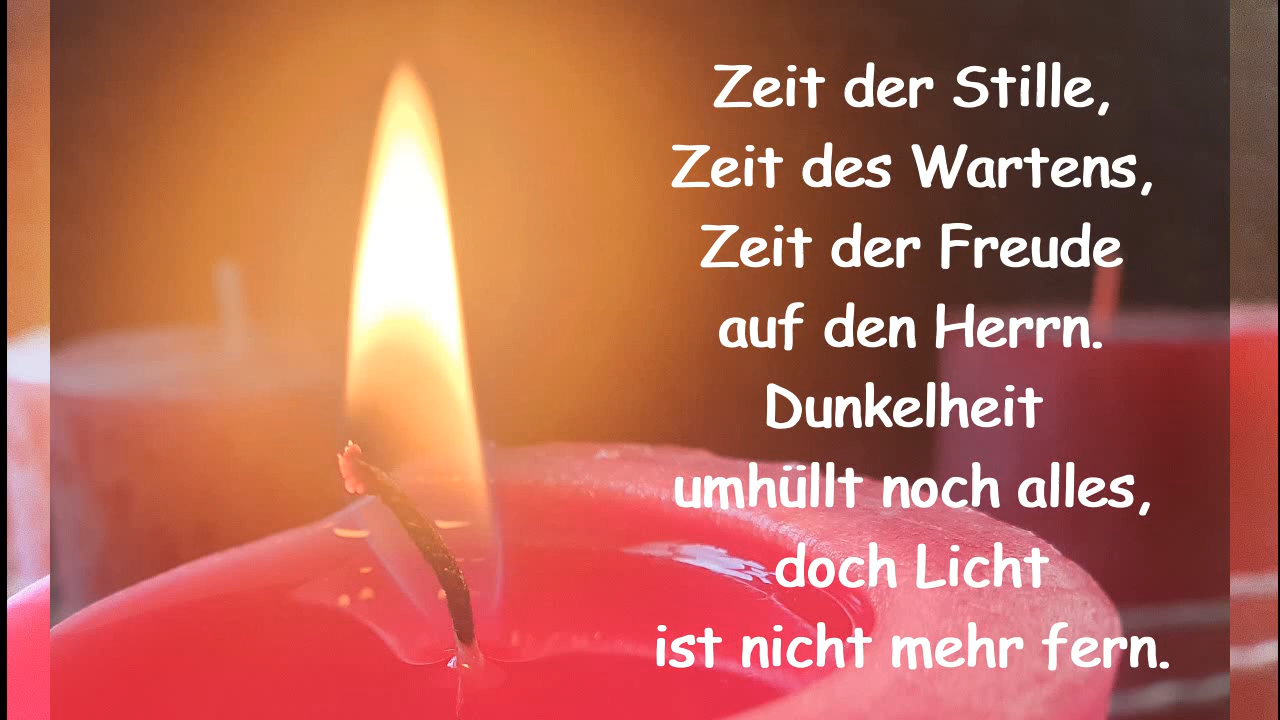 Zeit der Stille,
Zeit des Wartens,
Zeit der Freude
auf den Herrn.
Dunkelheit
umhüllt noch alles,
doch Licht
ist nicht mehr fern.